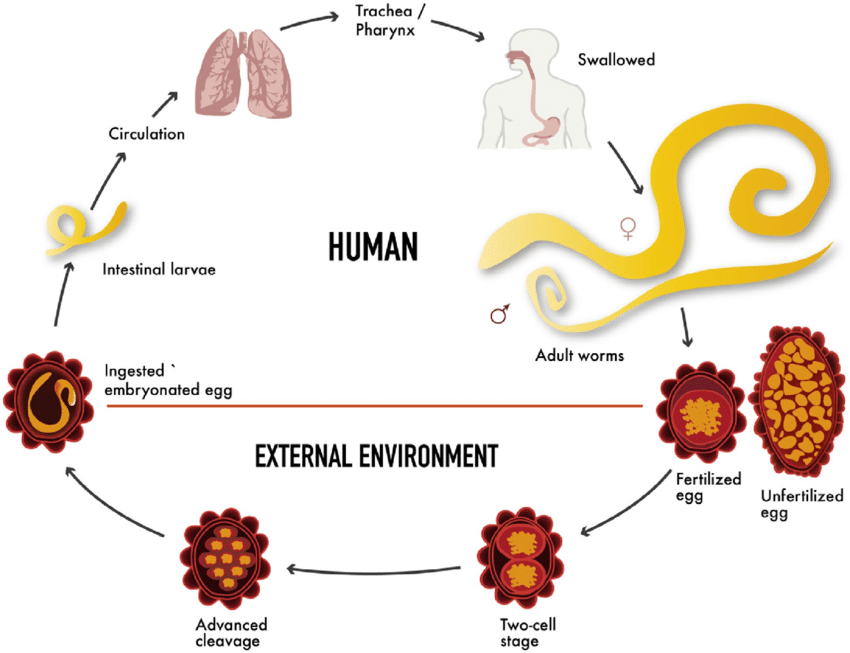 Trachea /
Pharynx
Swallowed
Circulation
HUMAN
Intestinal larvae
♀
♂
Adult worms
Ingested `
embryonated egg
EXTERNAL ENVIRONMENT
Fertilized
egg
Unfertilized
egg
Advanced
cleavage
Two-cell
stage